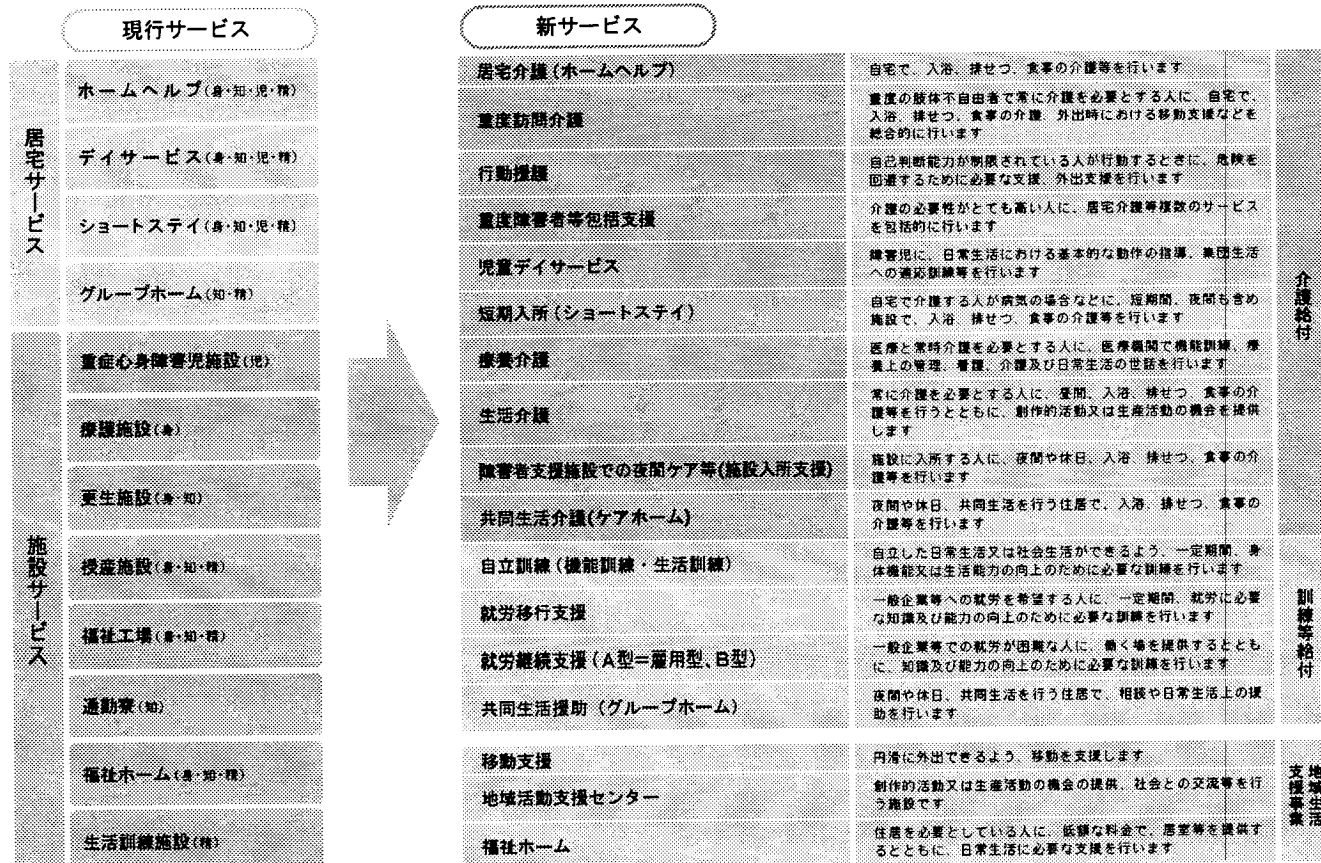 現行サービス
居宅サービス
ホームヘルプ(身・知・児・精)
デイサービス(身・知・児・精)
ショートステイ(身・知・児・精)
グループホーム(知・精)
施設サービス
重症心身障害児施設(児)
療護施設(身)
更生施設(身・知)
授産施設(身・知・精)
福祉工場(身・知・精)
通勤寮(知)
福祉ホーム(身・知・精)
生活訓練施設(精)
新サービス
介護給付
居宅介護(ホームヘルプ)
自宅で、入浴、排せつ、食事の介護等を行います
重度訪問介護
重度の肢体不自由者で常に介護を必要とする人に、自宅で、
入浴、排せつ、食事の介護、外出時における移動支援などを
総合的に行います
行動援護
自己判断能力が制限されている人が行動するときに、危険を
回避するために必要な支援、外出支援を行います
重度障害者等包括支援
介護の必要性がとても高い人に、居宅介護等複数のサービス
を包括的に行います
児童デイサービス
障害児に、日常生活における基本的な動作の指導、集団生活
への適応訓練等を行います
短期入所(ショートステイ)
自宅で介護する人が病気の場合などに、短期間、夜間も含め
施設で、入浴、排せつ、食事の介護等を行います
療養介護
医療と常時介護を必要とする人に、医療機関で機能訓練、療
養上の管理、看護、介護及び日常生活の世話を行います
生活介護
常に介護を必要とする人に、昼間、入浴、排せつ、食事の介
護等を行うとともに、創作的活動又は生産活動の機会を提供
します
障害者支援施設での夜間ケア等(施設入所支援)
施設に入所する人に、夜間や休日、入浴、排せつ、食事の介
護等を行います
共同生活介護(ケアホーム)
夜間や休日、共同生活を行う住居で、入浴、排せつ、食事の
介護等を行います
訓練等給付
自立訓練(機能訓練・生活訓練)
自立した日常生活又は社会生活ができるよう、一定期間、身
体機能又は生活能力の向上のために必要な訓練を行います
就労移行支援
一般企業等への就労を希望する人に、一定期間、就労に必要
な知識及び能力の向上のために必要な訓練を行います
就労継続支援(A型=雇用型、B型)
一般企業等での就労が困難な人に、働く場を提供するととも
に、知識及び能力の向上のために必要な訓練を行います
共同生活援助(グループホーム)
夜間や休日、共同生活を行う住居で、相談や日常生活上の援
助を行います
地域生活
支援事業
移動支援
円滑に外出できるよう、移動を支援します
地域活動支援センター
創作的活動又は生産活動の機会の提供、社会との交流等を行
う施設です
福祉ホーム
住居を必要としている人に、低額な料金で、居室等を提供す
るとともに、日常生活に必要な支援を行います